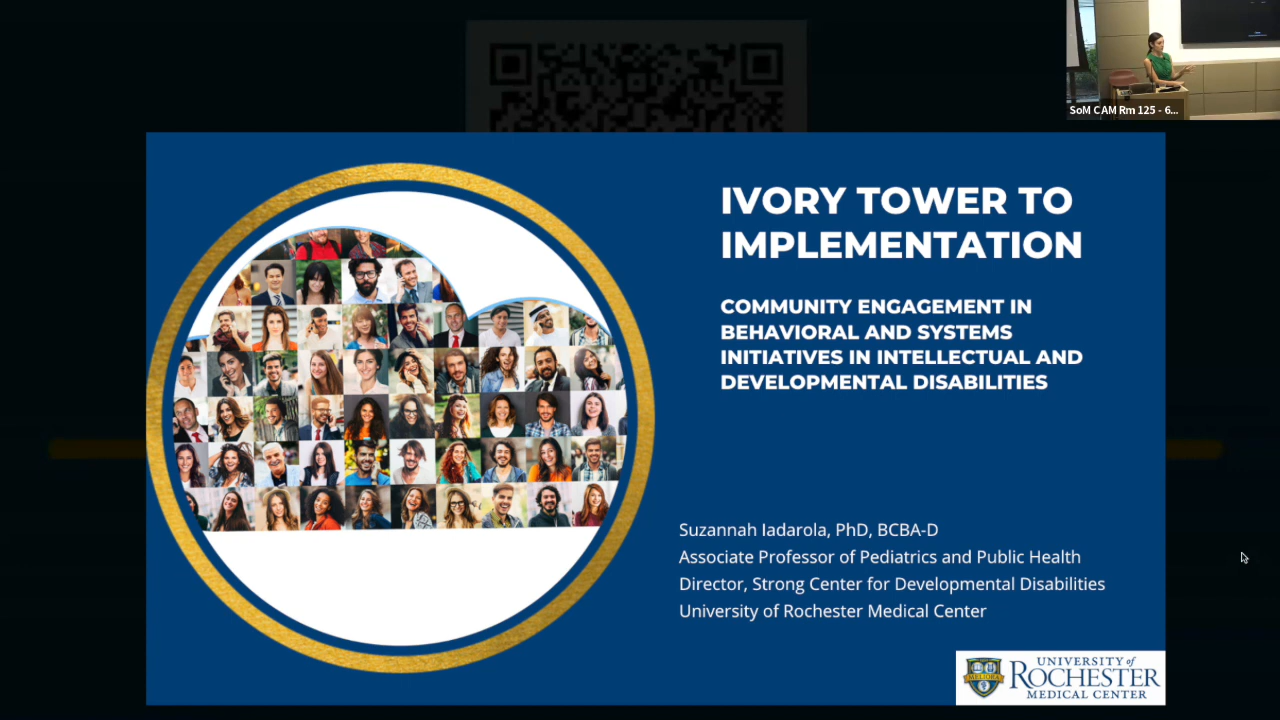 SoM CAM Rm 125 - 6...
IVORY TOWER TO
IMPLEMENTATION
COMMUNITY ENGAGEMENT IN
BEHAVIORAL AND SYSTEMS
INITIATIVES IN INTELLECTUAL AND
DEVELOPMENTAL DISABILITIES
Suzannah Iadarola, PhD, BCBA-D
Associate Professor of Pediatrics and Public Health
Director, Strong Center for Developmental Disabilities
University of Rochester Medical Center
MELIORA
UNIVERSITY of
ROCHESTER
MEDICAL CENTER